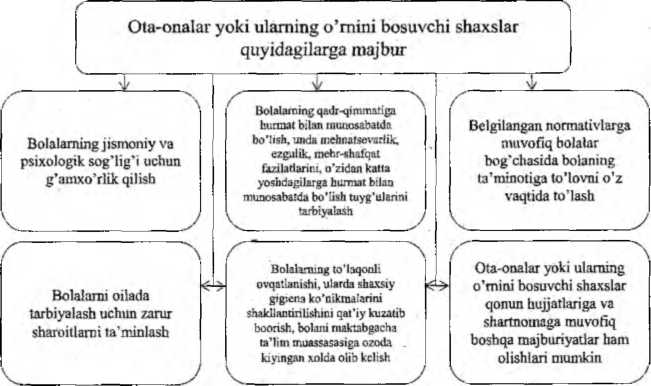 Ota-onalar yoki ularning o’rnini bosuvchi shaxslar
quyidagilarga majbur
Bolalarning jismoniy va
psixologik sog’lig’i uchun
g’amxo’rlik qilish
Bolalarning qadr-qimmatiga
hurmat bilan munosabatda
bo’lish, unda mehnatsevarlik,
ezgulik, mehr-shafqat
fazilatlarini, o’zidan katta
yoshdagilarga hurmat bilan
munosabatda bo’lish tuyg’ularini
tarbiyalash
Belgilangan normativlarga
muvofiq bolalar
bog’chasida bolaning
ta’minotiga to’lovni o’z
vaqtida to’lash
Bolalarni oilada
tarbiyalash uchun zarur
sharoitlarni ta’minlash
Bolalarning to’laqonli
ovqatlanishi, ularda shaxsiy
gigiena ko’nikmalarini
shakllantirilishini qat’iy kuzatib
boorish, bolani maktabgacha
ta’lim muassasasiga ozoda
kiyingan xolda olib kelish
Ota-onalar yoki ularning
o’rnini bosuvchi shaxslar
qonun hujjatlariga va
shartnomaga muvofiq
boshqa majburiyatlar ham
olishlari mumkin